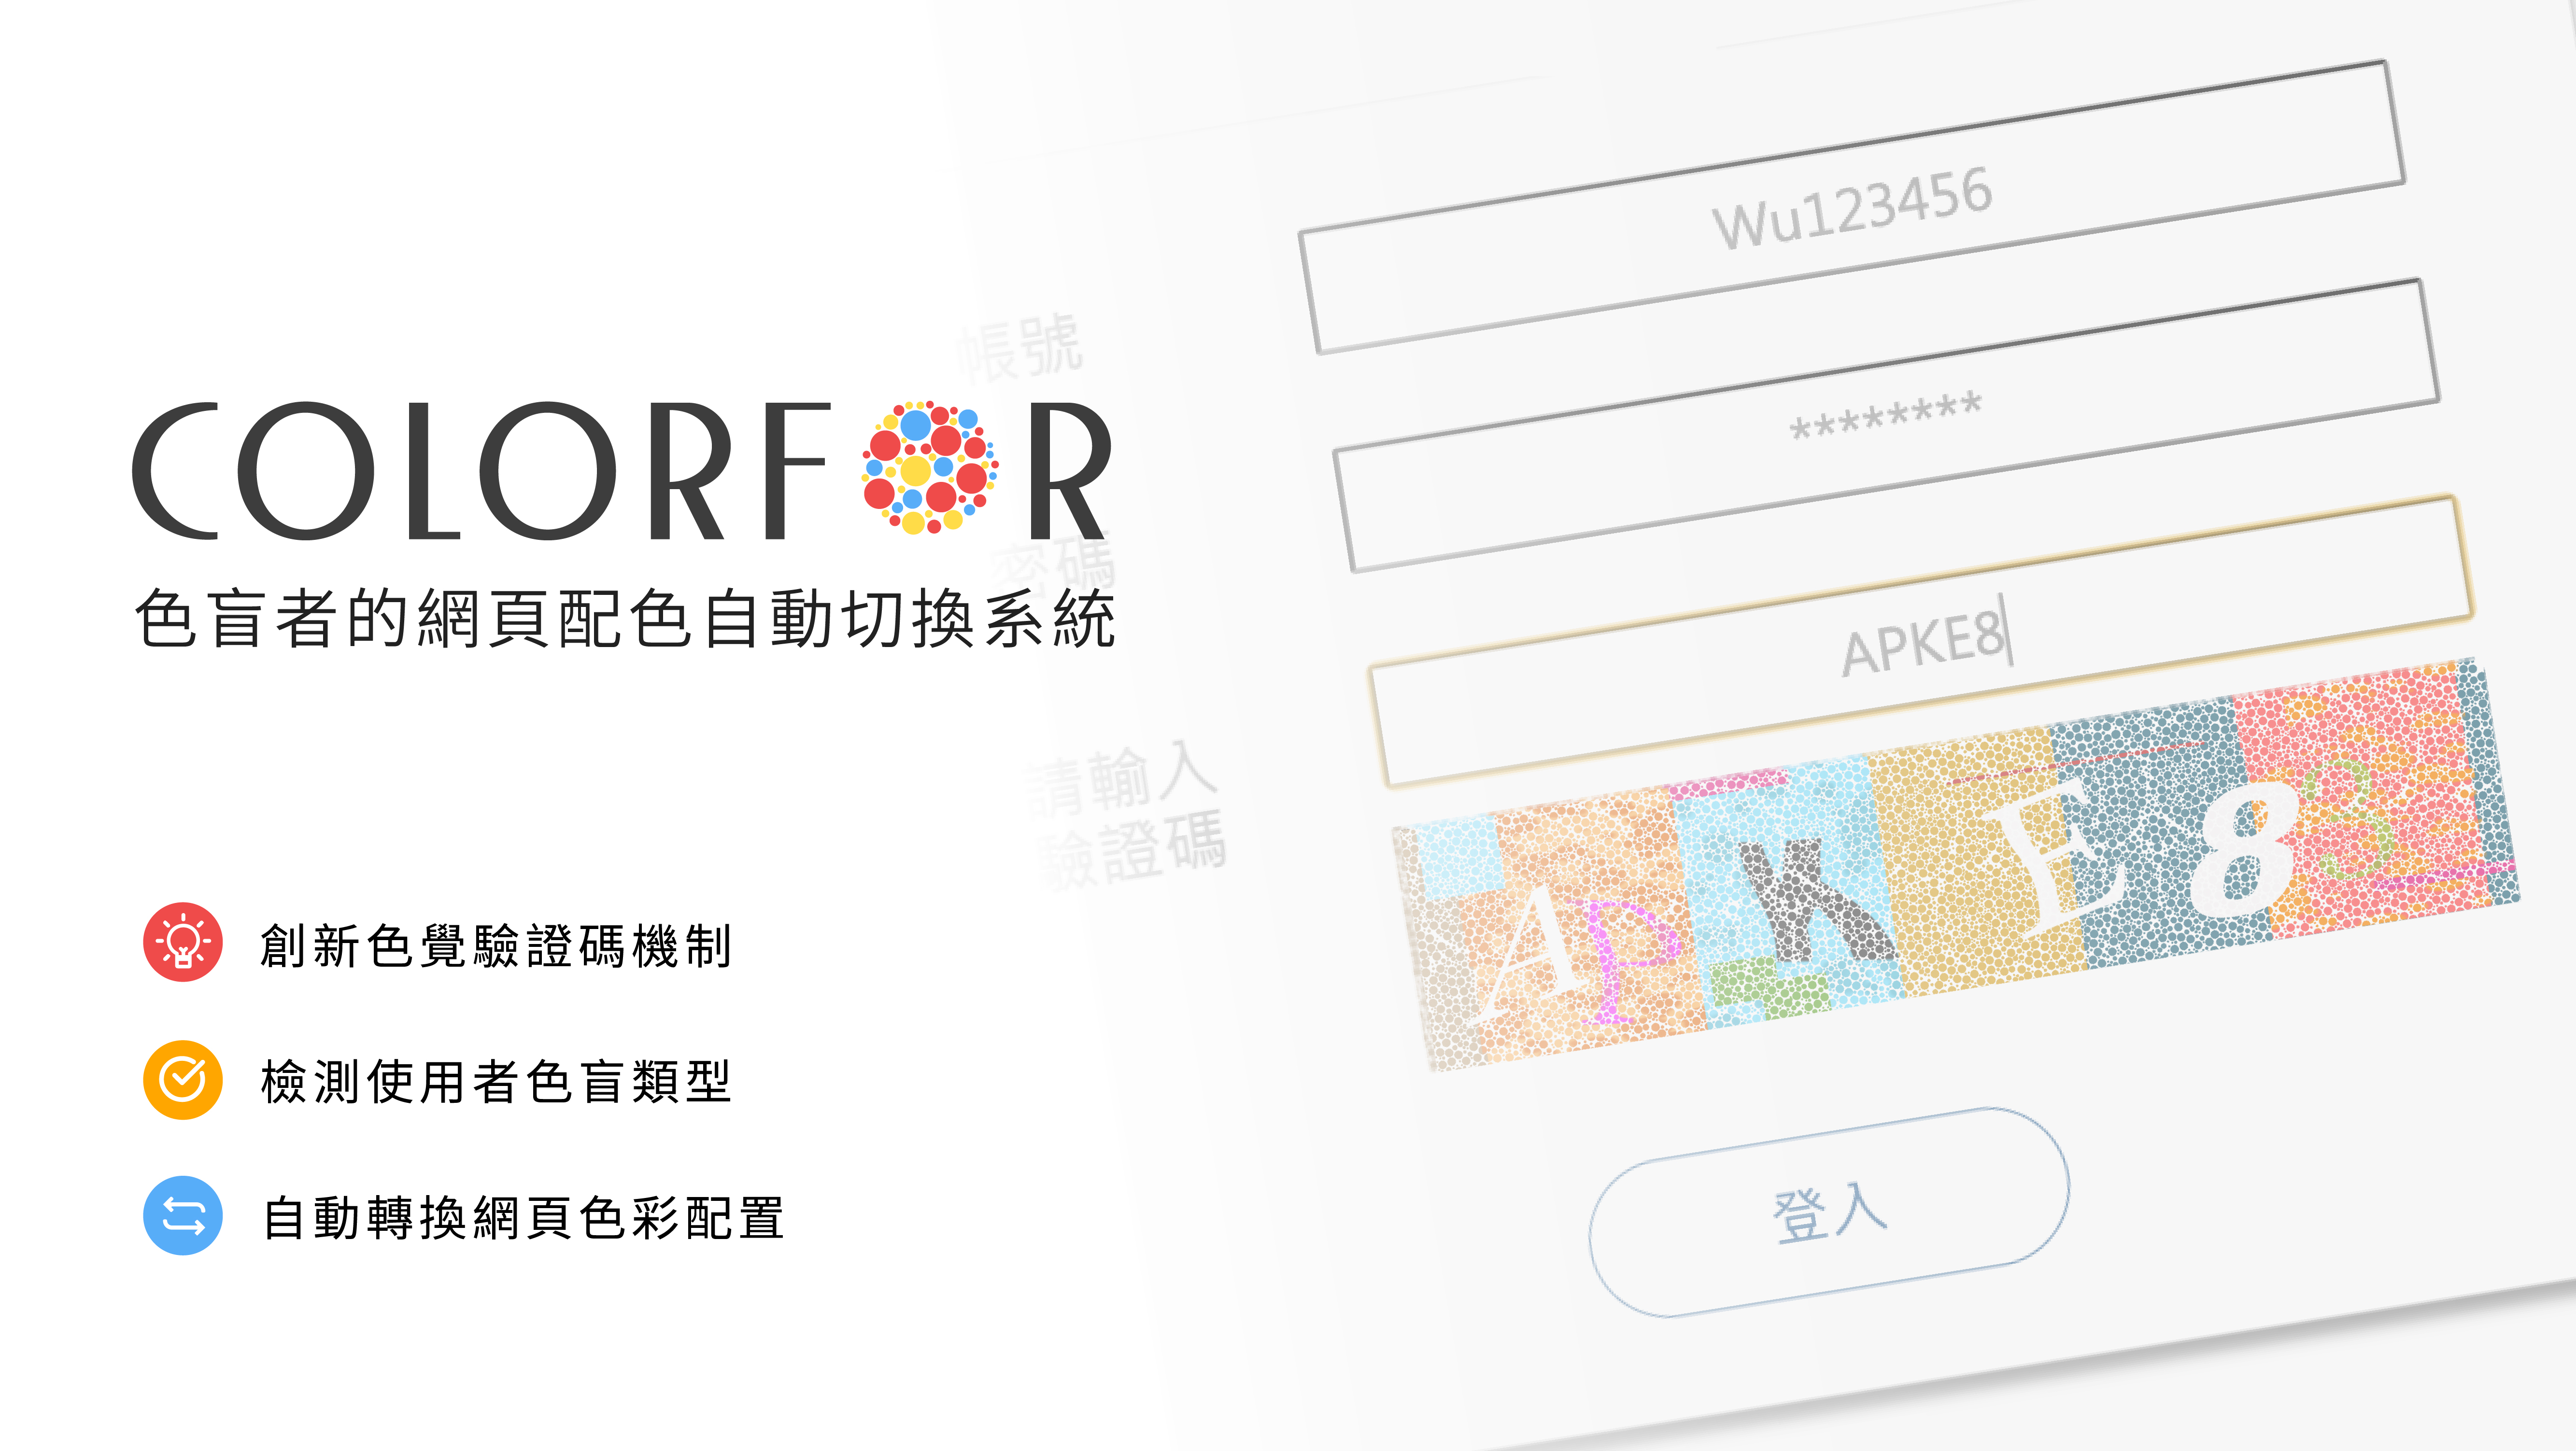 COLORFOR
色盲者的網頁配色自動切換系統
創新色覺驗證碼機制
檢測使用者色盲類型
自動轉換網頁色彩配置
帳號
Wu123456
密碼
********
請輸入
驗證碼
APKE8
APKE83
登入